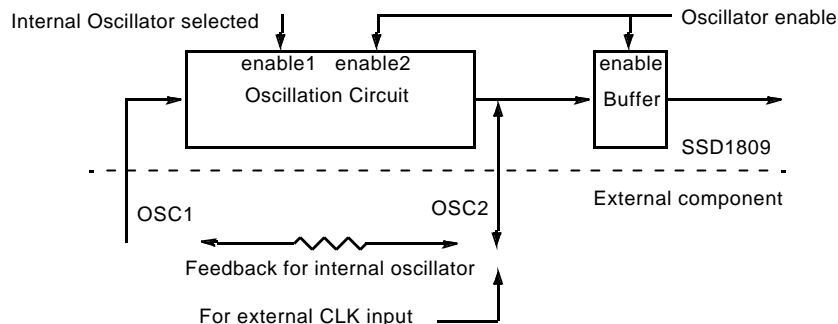 Internal Oscillator selected
Oscillator enable
enable1 enable2
enable
Oscillation Circuit
Buffer
SSD1809
External component
OSC1
OSC2
Feedback for internal oscillator
For external CLK input